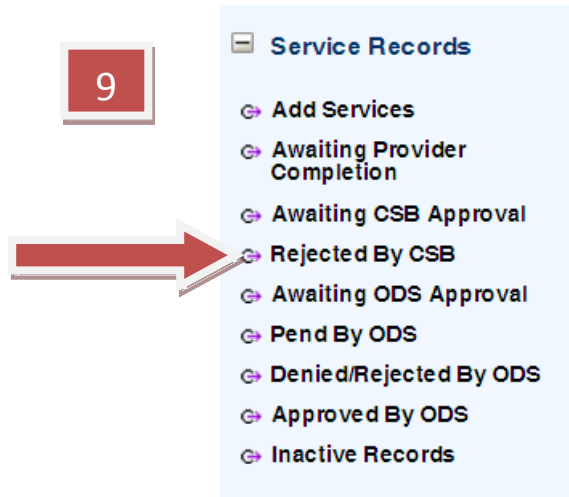 9
Service Records
Add Services
Awaiting Provider
Completion
Awaiting CSB Approval
Rejected By CSB
Awaiting ODS Approval
Pend By ODS
Denied/Rejected By ODS
Approved By ODS
Inactive Records